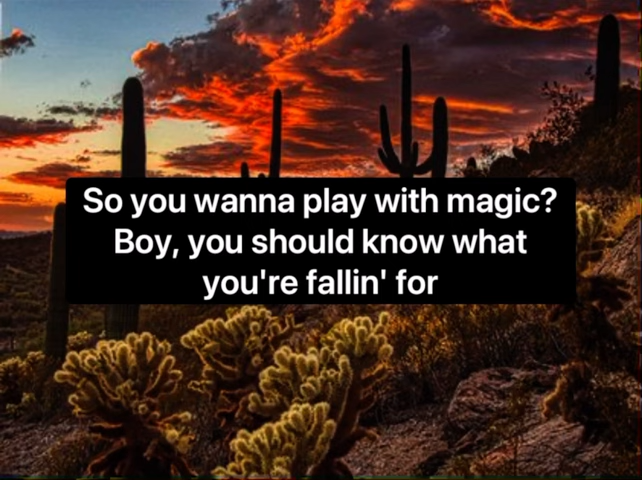 So you wanna play with magic?
Boy, you should know what
you're fallin' for